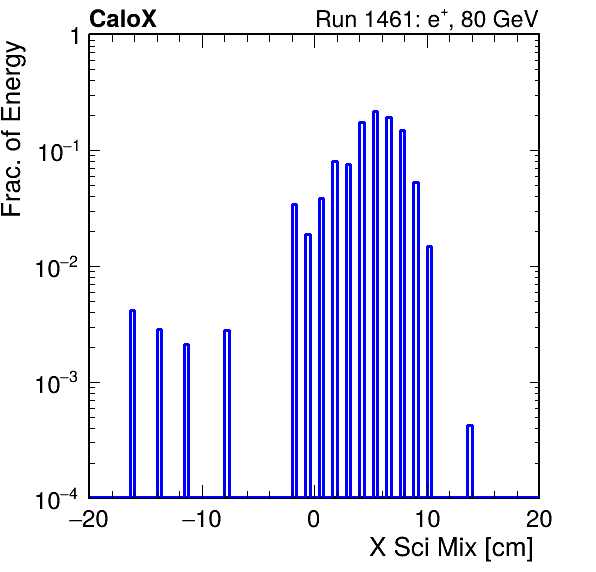 CaloX Run 1461: e⁺, 80 GeV
Frac. of Energy
1
10⁻¹
10⁻²
10⁻³
10⁻⁴
−20 −10 0 10 20
X Sci Mix [cm]